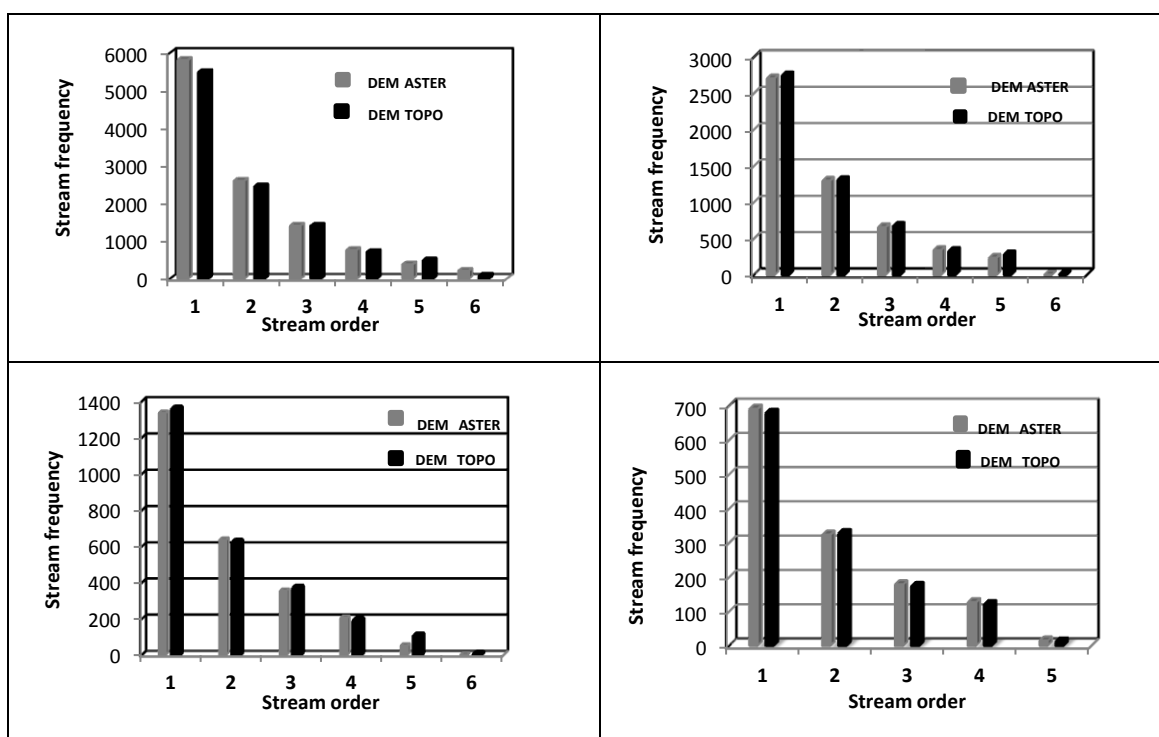 6000
5000
4000
3000
2000
1000
0
Stream frequency
DEM ASTER
DEM TOPO
1 2 3 4 5 6
Stream order
3000
2500
2000
1500
1000
500
0
Stream frequency
DEM ASTER
DEM TOPO
1 2 3 4 5 6
Stream order
1400
1200
1000
800
600
400
200
0
Stream frequency
DEM ASTER
DEM TOPO
1 2 3 4 5 6
Stream order
700
600
500
400
300
200
100
0
Stream frequency
DEM ASTER
DEM TOPO
1 2 3 4 5
Stream order